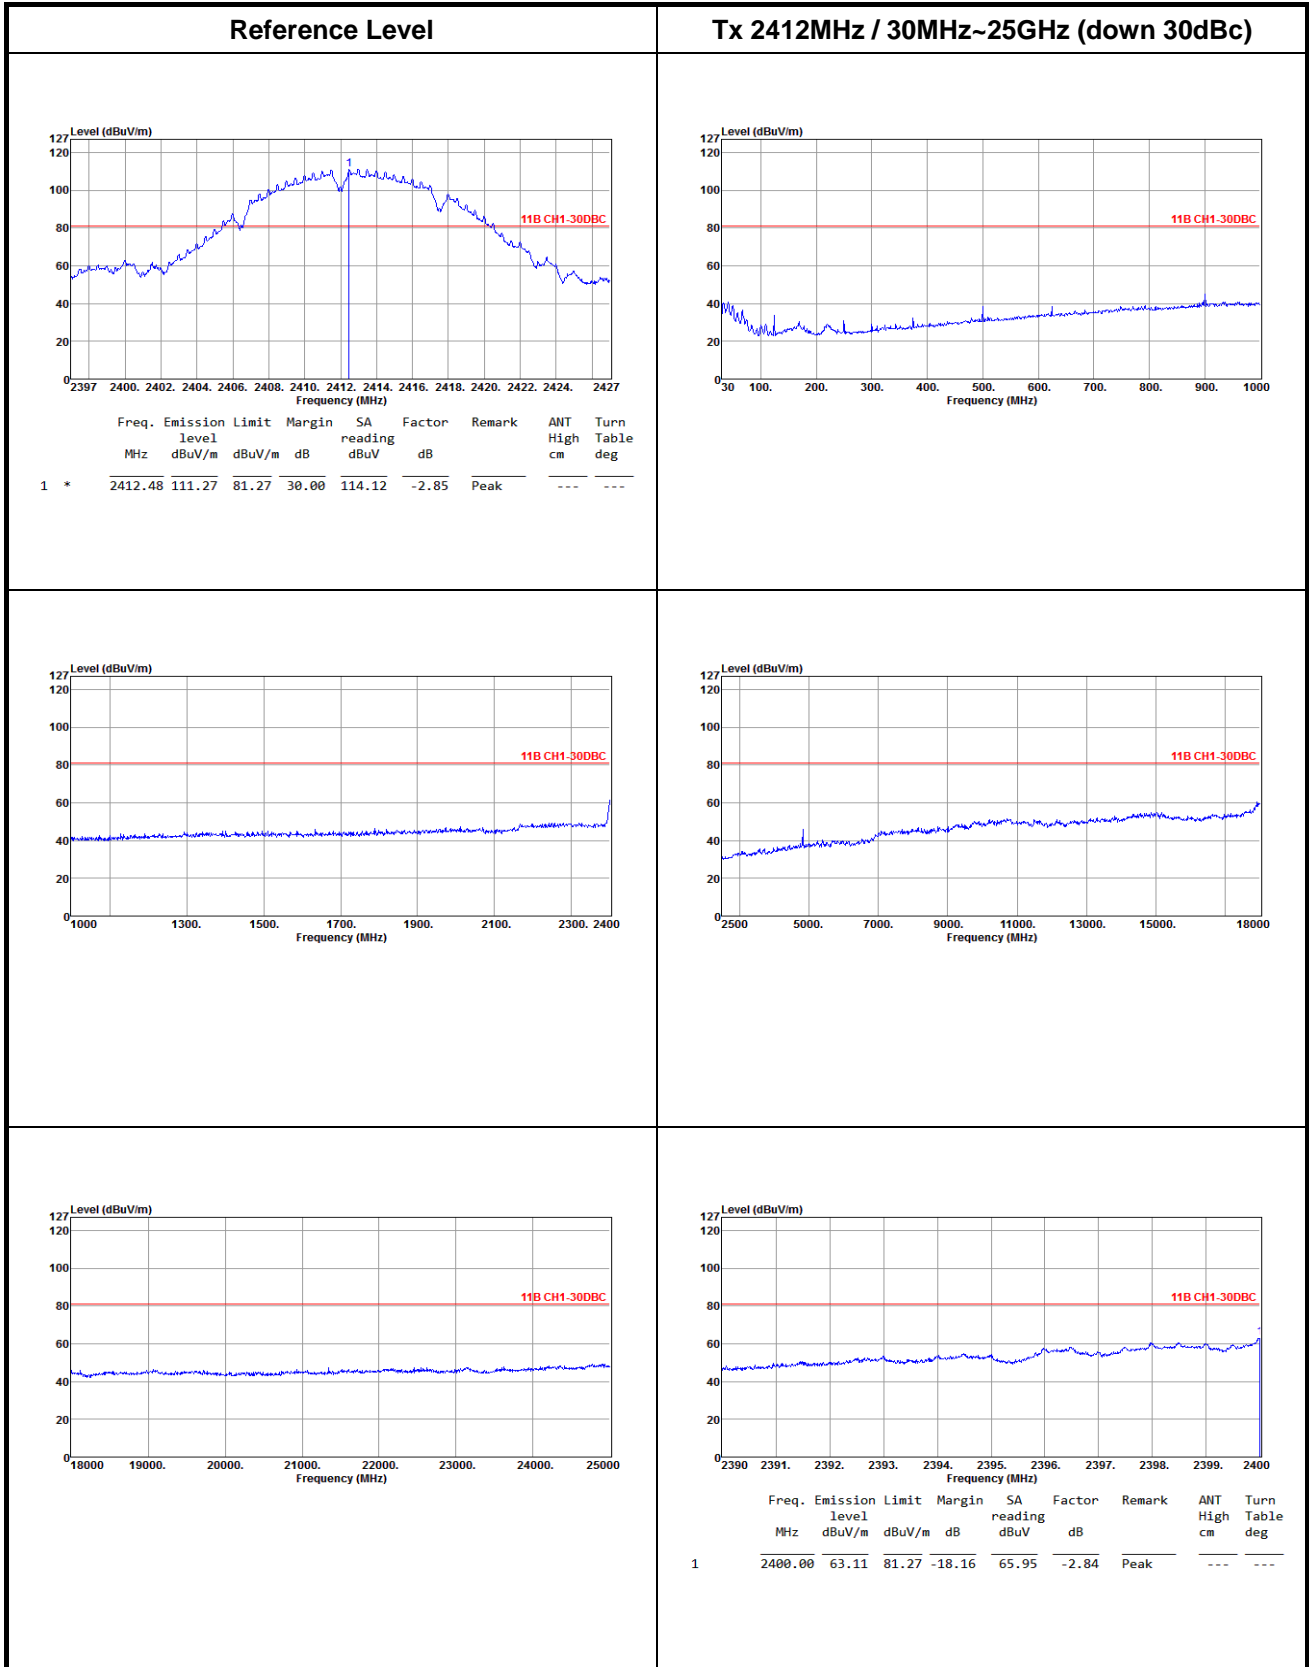 Reference Level
Tx 2412MHz / 30MHz~25GHz (down 30dBc)
Level (dBuV/m)
127
120
100
80
60
40
20
0
11B CH1-30DBC
1
2397 2400. 2402. 2404. 2406. 2408. 2410. 2412. 2414. 2416. 2418. 2420. 2422. 2424. 2427
Frequency (MHz)
Freq. Emission Limit Margin SA Factor Remark ANT Turn
level reading High Table
MHz dBuV/m dBuV/m dB dBuV dB cm deg
1 * 2412.48 111.27 81.27 30.00 114.12 -2.85 Peak --- ---
Level (dBuV/m)
127
120
100
80
60
40
20
0
11B CH1-30DBC
30 100. 200. 300. 400. 500. 600. 700. 800. 900. 1000
Frequency (MHz)
Level (dBuV/m)
127
120
100
80
60
40
20
0
11B CH1-30DBC
1000 1300. 1500. 1700. 1900. 2100. 2300. 2400
Frequency (MHz)
Level (dBuV/m)
127
120
100
80
60
40
20
0
11B CH1-30DBC
2500 5000. 7000. 9000. 11000. 13000. 15000. 18000
Frequency (MHz)
Level (dBuV/m)
127
120
100
80
60
40
20
0
11B CH1-30DBC
18000 19000. 20000. 21000. 22000. 23000. 24000. 25000
Frequency (MHz)
Level (dBuV/m)
127
120
100
80
60
40
20
0
11B CH1-30DBC
2390 2391. 2392. 2393. 2394. 2395. 2396. 2397. 2398. 2399. 2400
Frequency (MHz)
Freq. Emission Limit Margin SA Factor Remark ANT Turn
level reading High Table
MHz dBuV/m dBuV/m dB dBuV dB cm deg
1 2400.00 63.11 81.27 -18.16 65.95 -2.84 Peak --- ---